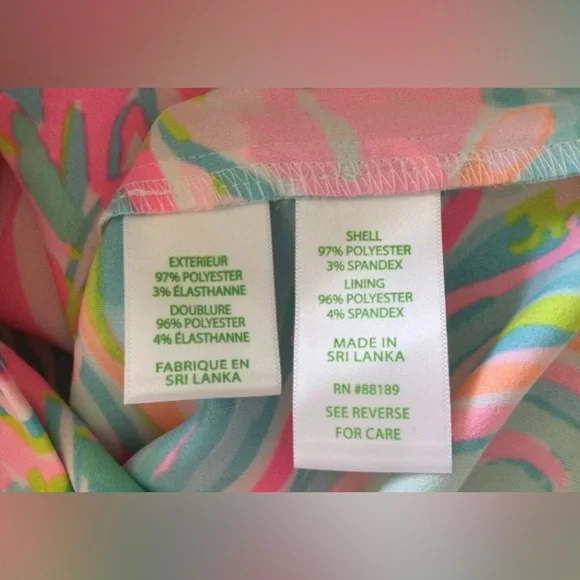 EXTERIEUR
97% POLYESTER
3% ÉLASTHANNE
DOUBLURE
96% POLYESTER
4% ÉLASTHANNE
FABRIQUE EN
SRI LANKA
SHELL
97% POLYESTER
3% SPANDEX
LINING
96% POLYESTER
4% SPANDEX
MADE IN
SRI LANKA
RN #88189
SEE REVERSE
FOR CARE